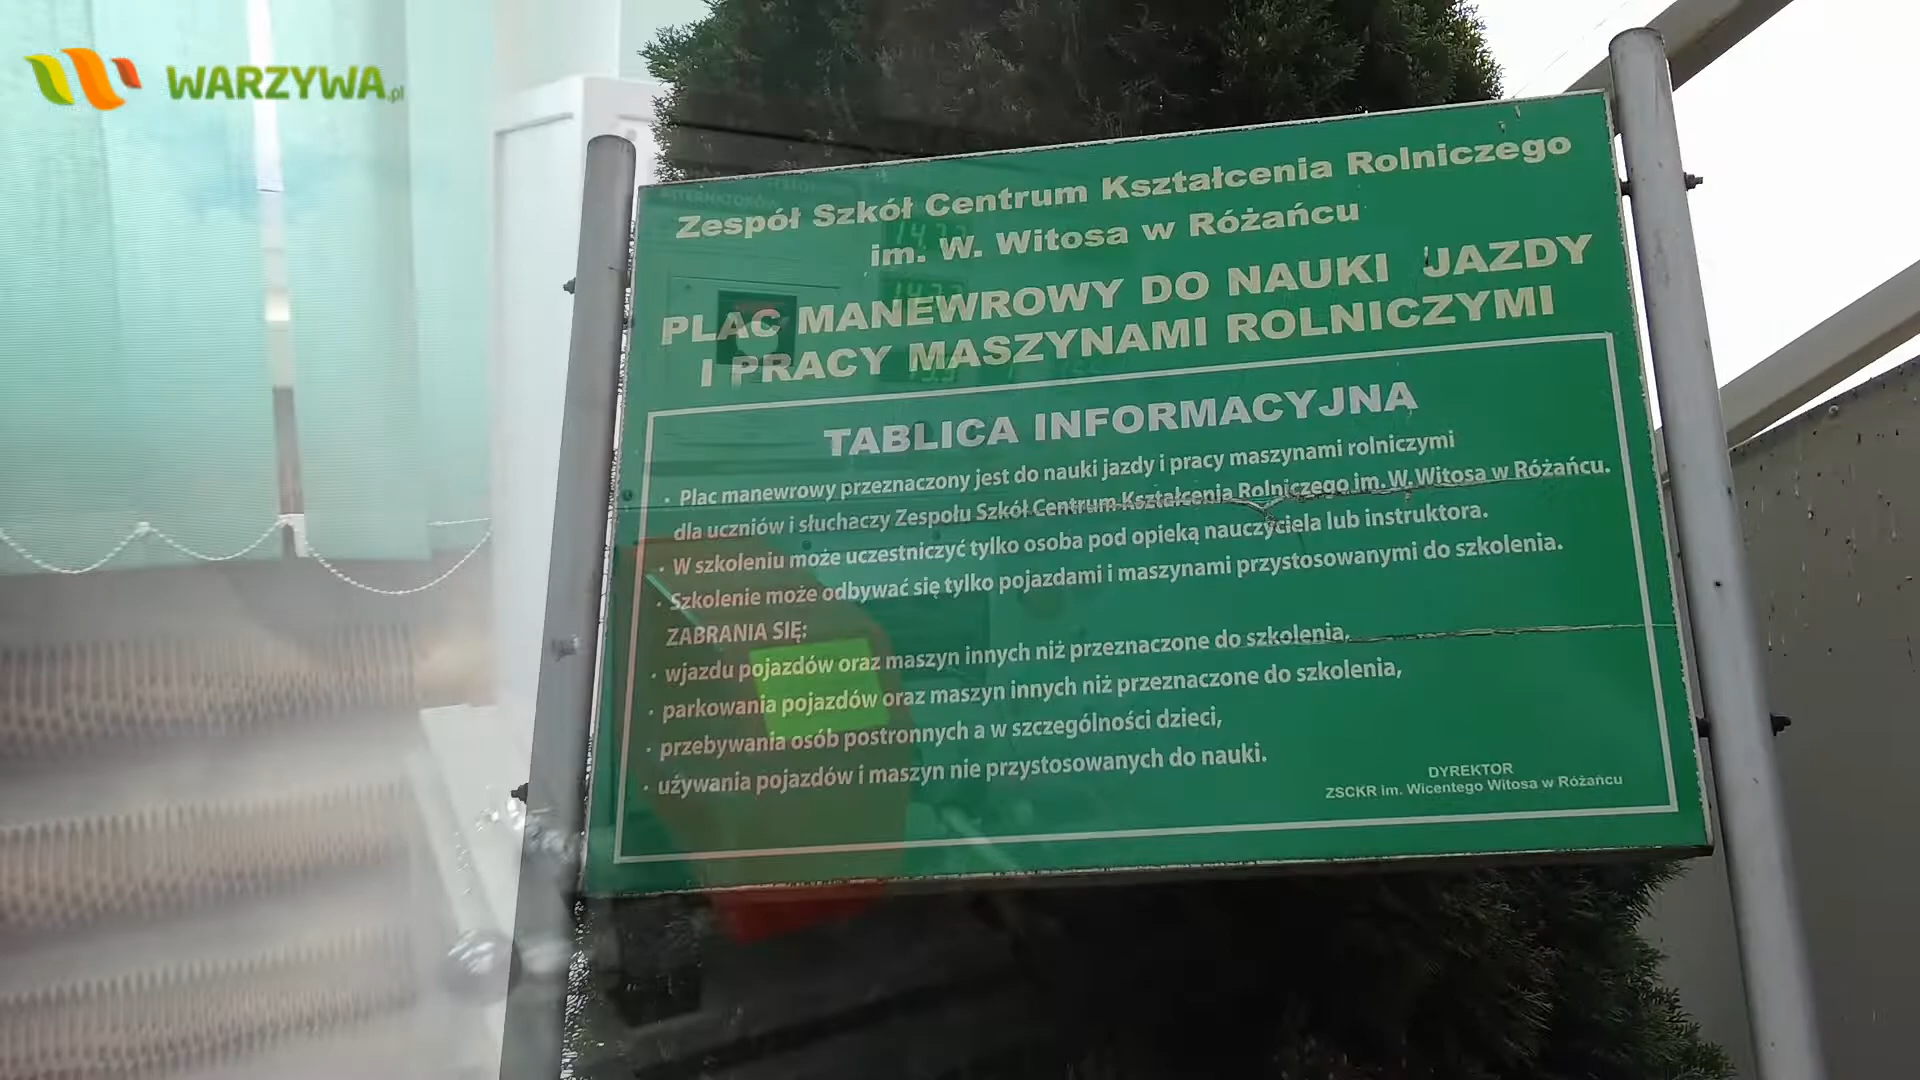 WARZYWA.pl
Zespół Szkół Centrum Kształcenia Rolniczego
im. W. Witosa w Różańcu
PLAC MANEWROWY DO NAUKI JAZDY
I PRACY MASZYNAMI ROLNICZYMI
TABLICA INFORMACYJNA
· Plac manewrowy przeznaczony jest do nauki jazdy i pracy maszynami rolniczymi
dla uczniów i słuchaczy Zespołu Szkół Centrum Kształcenia Rolniczego im. W. Witosa w Różańcu.
· W szkoleniu może uczestniczyć tylko osoba pod opieką nauczyciela lub instruktora.
· Szkolenie może odbywać się tylko pojazdami i maszynami przystosowanymi do szkolenia.
ZABRANIA SIĘ:
· wjazdu pojazdów oraz maszyn innych niż przeznaczone do szkolenia,
· parkowania pojazdów oraz maszyn innych niż przeznaczone do szkolenia,
· przebywania osób postronnych a w szczególności dzieci,
· używania pojazdów i maszyn nie przystosowanych do nauki.
DYREKTOR
ZSCKR im. Wicentego Witosa w Różańcu